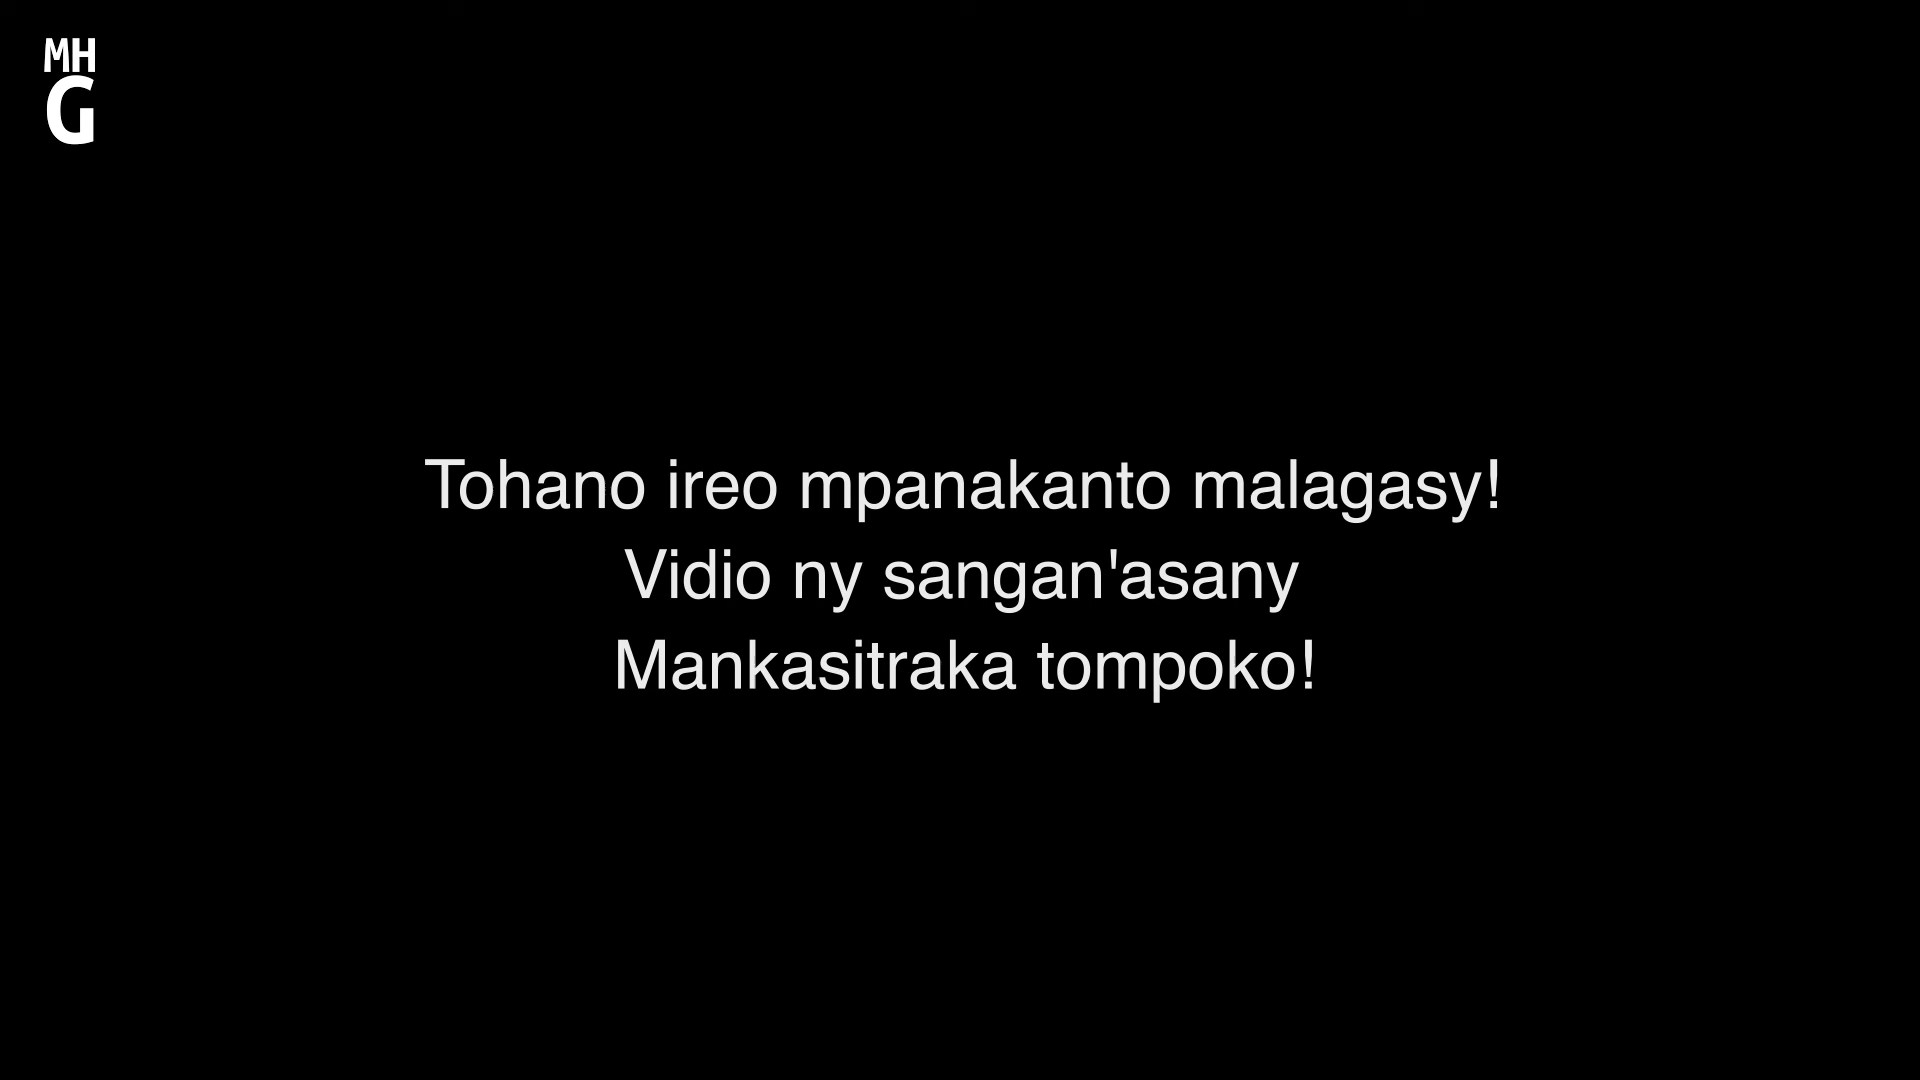 MH
G
Tohano ireo mpanakanto malagasy!
Vidio ny sangan'asany
Mankasitraka tompoko!